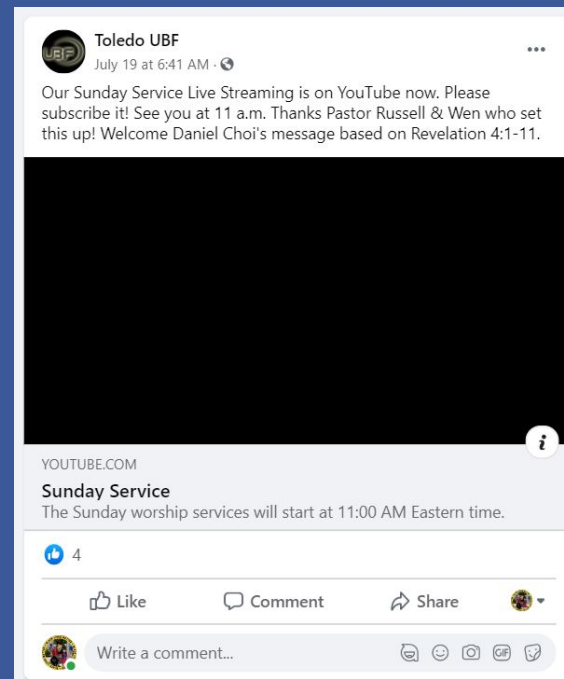 UBF
Toledo UBF
July 19 at 6:41 AM ·
Our Sunday Service Live Streaming is on YouTube now. Please
subscribe it! See you at 11 a.m. Thanks Pastor Russell & Wen who set
this up! Welcome Daniel Choi's message based on Revelation 4:1-11.
i
YOUTUBE.COM
Sunday Service
The Sunday worship services will start at 11:00 AM Eastern time.
4
Like Comment Share
Write a comment... GIF